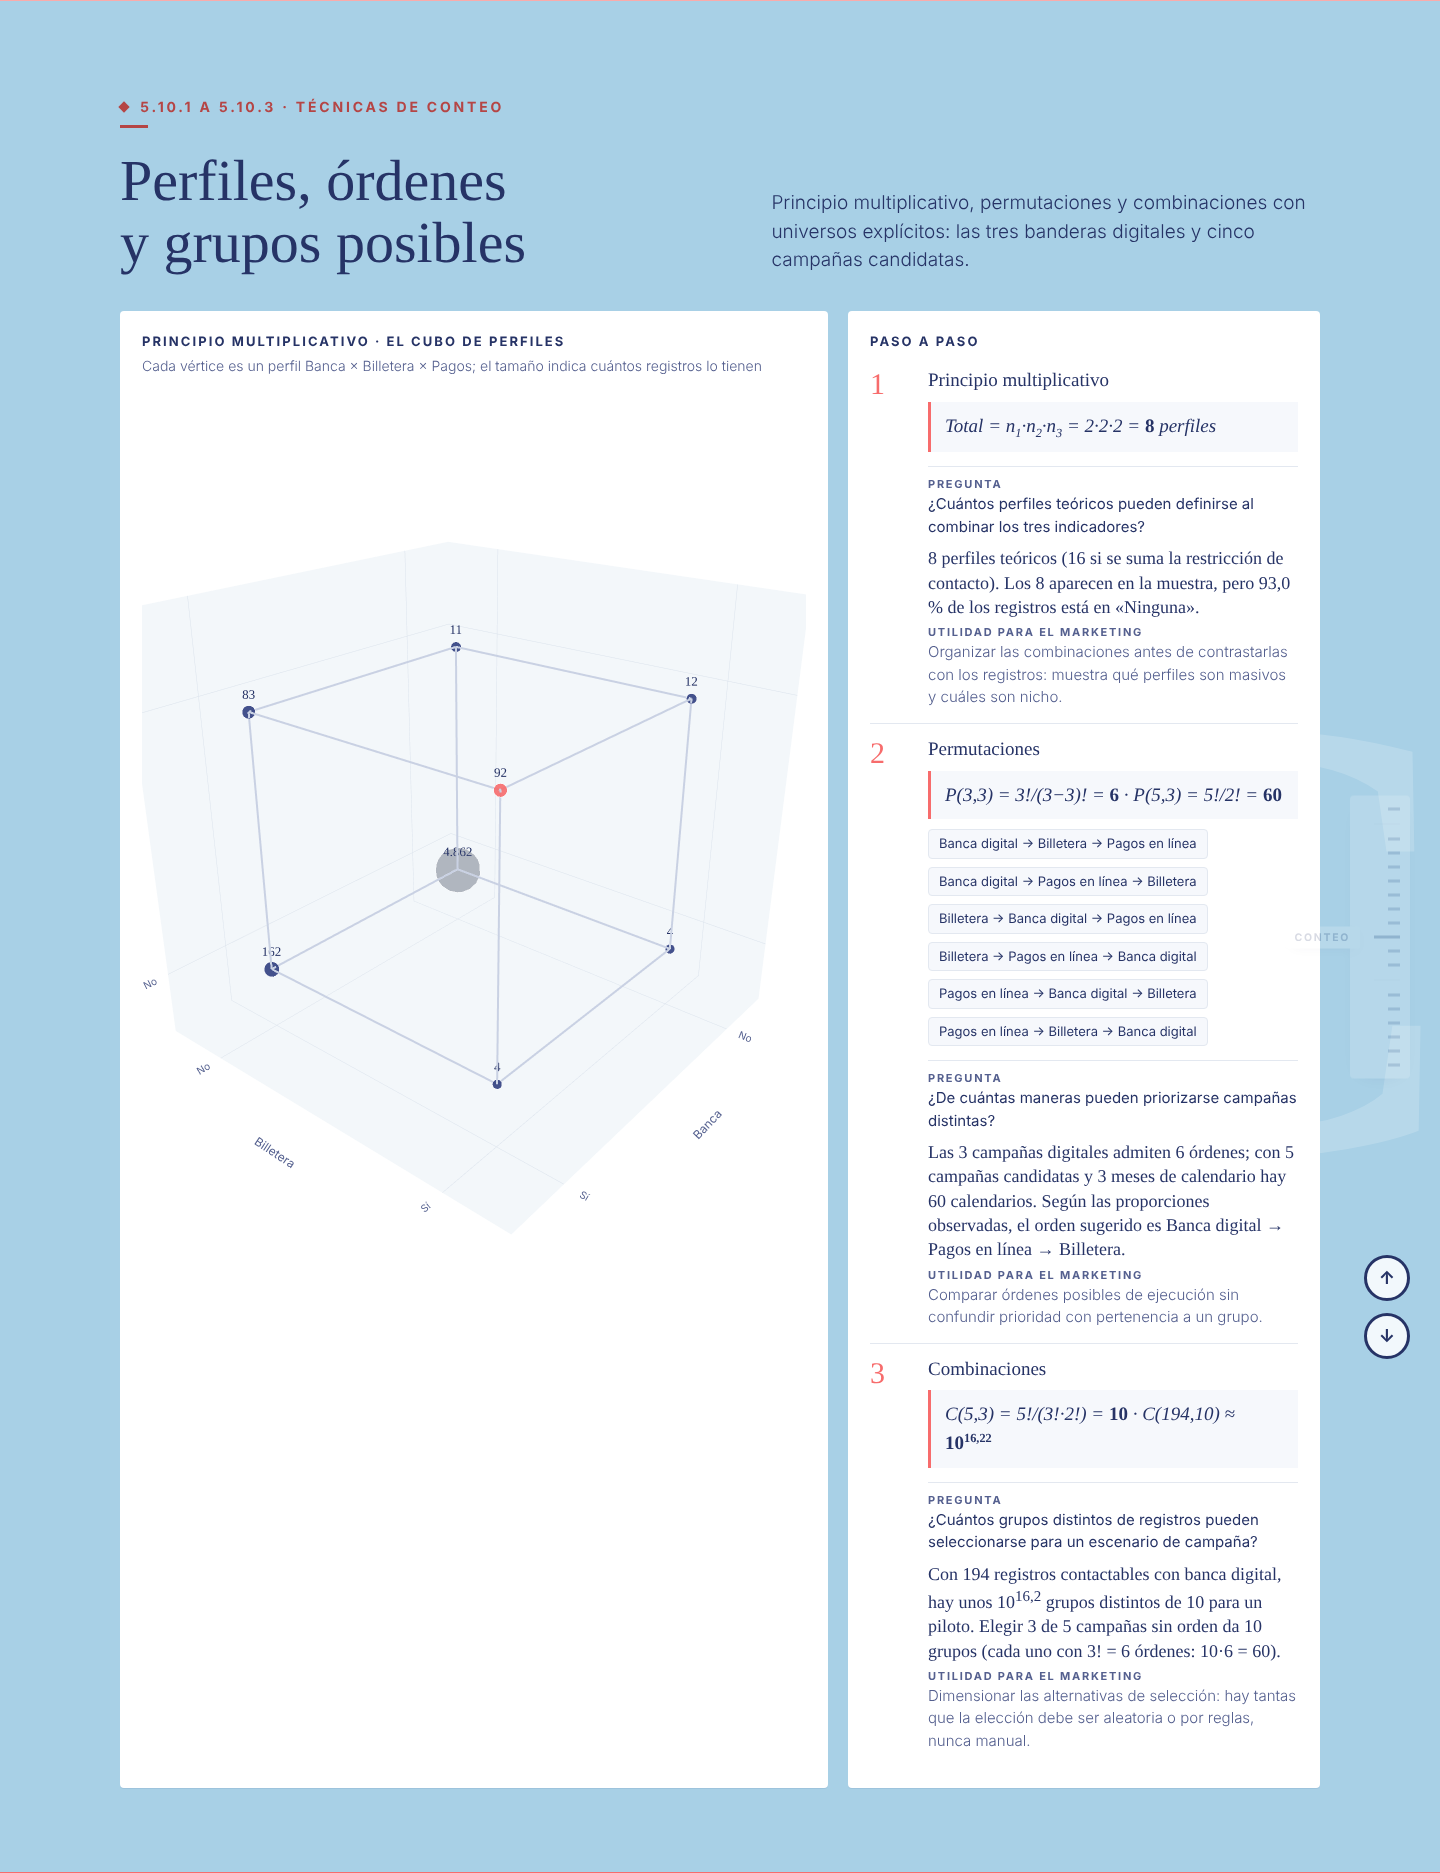 ◆ 5.10.1 A 5.10.3 · TÉCNICAS DE CONTEO
Perfiles, órdenes
y grupos posibles
Principio multiplicativo, permutaciones y combinaciones con
universos explícitos: las tres banderas digitales y cinco
campañas candidatas.
PRINCIPIO MULTIPLICATIVO · EL CUBO DE PERFILES
Cada vértice es un perfil Banca × Billetera × Pagos; el tamaño indica cuántos registros lo tienen
11
12
83
92
4.862
162
4
4
No
No
No
Billetera
Banca
Sí
Sí
PASO A PASO
1
Principio multiplicativo
Total = n₁·n₂·n₃ = 2·2·2 = 8 perfiles
PREGUNTA
¿Cuántos perfiles teóricos pueden definirse al
combinar los tres indicadores?
8 perfiles teóricos (16 si se suma la restricción de
contacto). Los 8 aparecen en la muestra, pero 93,0
% de los registros está en «Ninguna».
UTILIDAD PARA EL MARKETING
Organizar las combinaciones antes de contrastarlas
con los registros: muestra qué perfiles son masivos
y cuáles son nicho.
2
Permutaciones
P(3,3) = 3!/(3−3)! = 6 · P(5,3) = 5!/2! = 60
Banca digital → Billetera → Pagos en línea
Banca digital → Pagos en línea → Billetera
Billetera → Banca digital → Pagos en línea
Billetera → Pagos en línea → Banca digital
Pagos en línea → Banca digital → Billetera
Pagos en línea → Billetera → Banca digital
PREGUNTA
¿De cuántas maneras pueden priorizarse campañas
distintas?
Las 3 campañas digitales admiten 6 órdenes; con 5
campañas candidatas y 3 meses de calendario hay
60 calendarios. Según las proporciones
observadas, el orden sugerido es Banca digital →
Pagos en línea → Billetera.
UTILIDAD PARA EL MARKETING
Comparar órdenes posibles de ejecución sin
confundir prioridad con pertenencia a un grupo.
3
Combinaciones
C(5,3) = 5!/(3!·2!) = 10 · C(194,10) ≈
10^16,22
PREGUNTA
¿Cuántos grupos distintos de registros pueden
seleccionarse para un escenario de campaña?
Con 194 registros contactables con banca digital,
hay unos 10^16,2 grupos distintos de 10 para un
piloto. Elegir 3 de 5 campañas sin orden da 10
grupos (cada uno con 3! = 6 órdenes: 10·6 = 60).
UTILIDAD PARA EL MARKETING
Dimensionar las alternativas de selección: hay tantas
que la elección debe ser aleatoria o por reglas,
nunca manual.
CONTEO
↑
↓